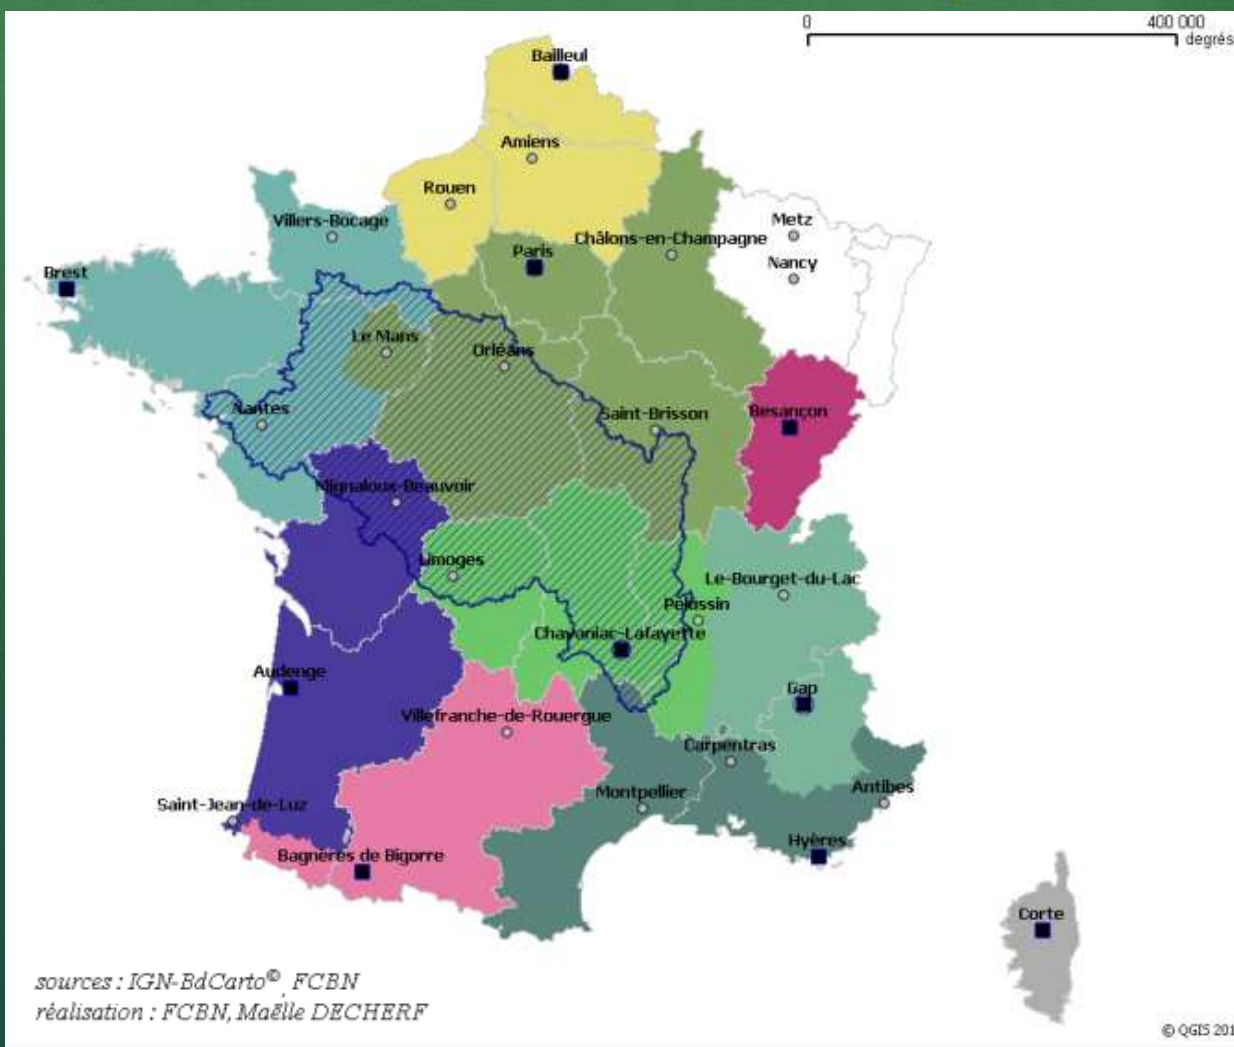 0
400 000
degrés
Bailleul
Amiens
Rouen
Villers-Bocage
Metz
Châlons-en-Champagne
Paris
Nancy
Brest
Le Mans
Orléans
Nantes
Saint-Brisson
Besançon
Mignaloux-Beauvoir
Limoges
Le-Bourget-du-Lac
Pélussin
Chavaniac-Lafayette
Audenge
Gap
Villefranche-de-Rouergue
Carpentras
Antibes
Saint-Jean-de-Luz
Montpellier
Hyères
Bagnères de Bigorre
Corte
sources : IGN-BdCarto©, FCBN
réalisation : FCBN, Maëlle DECHERF
© QGIS 201